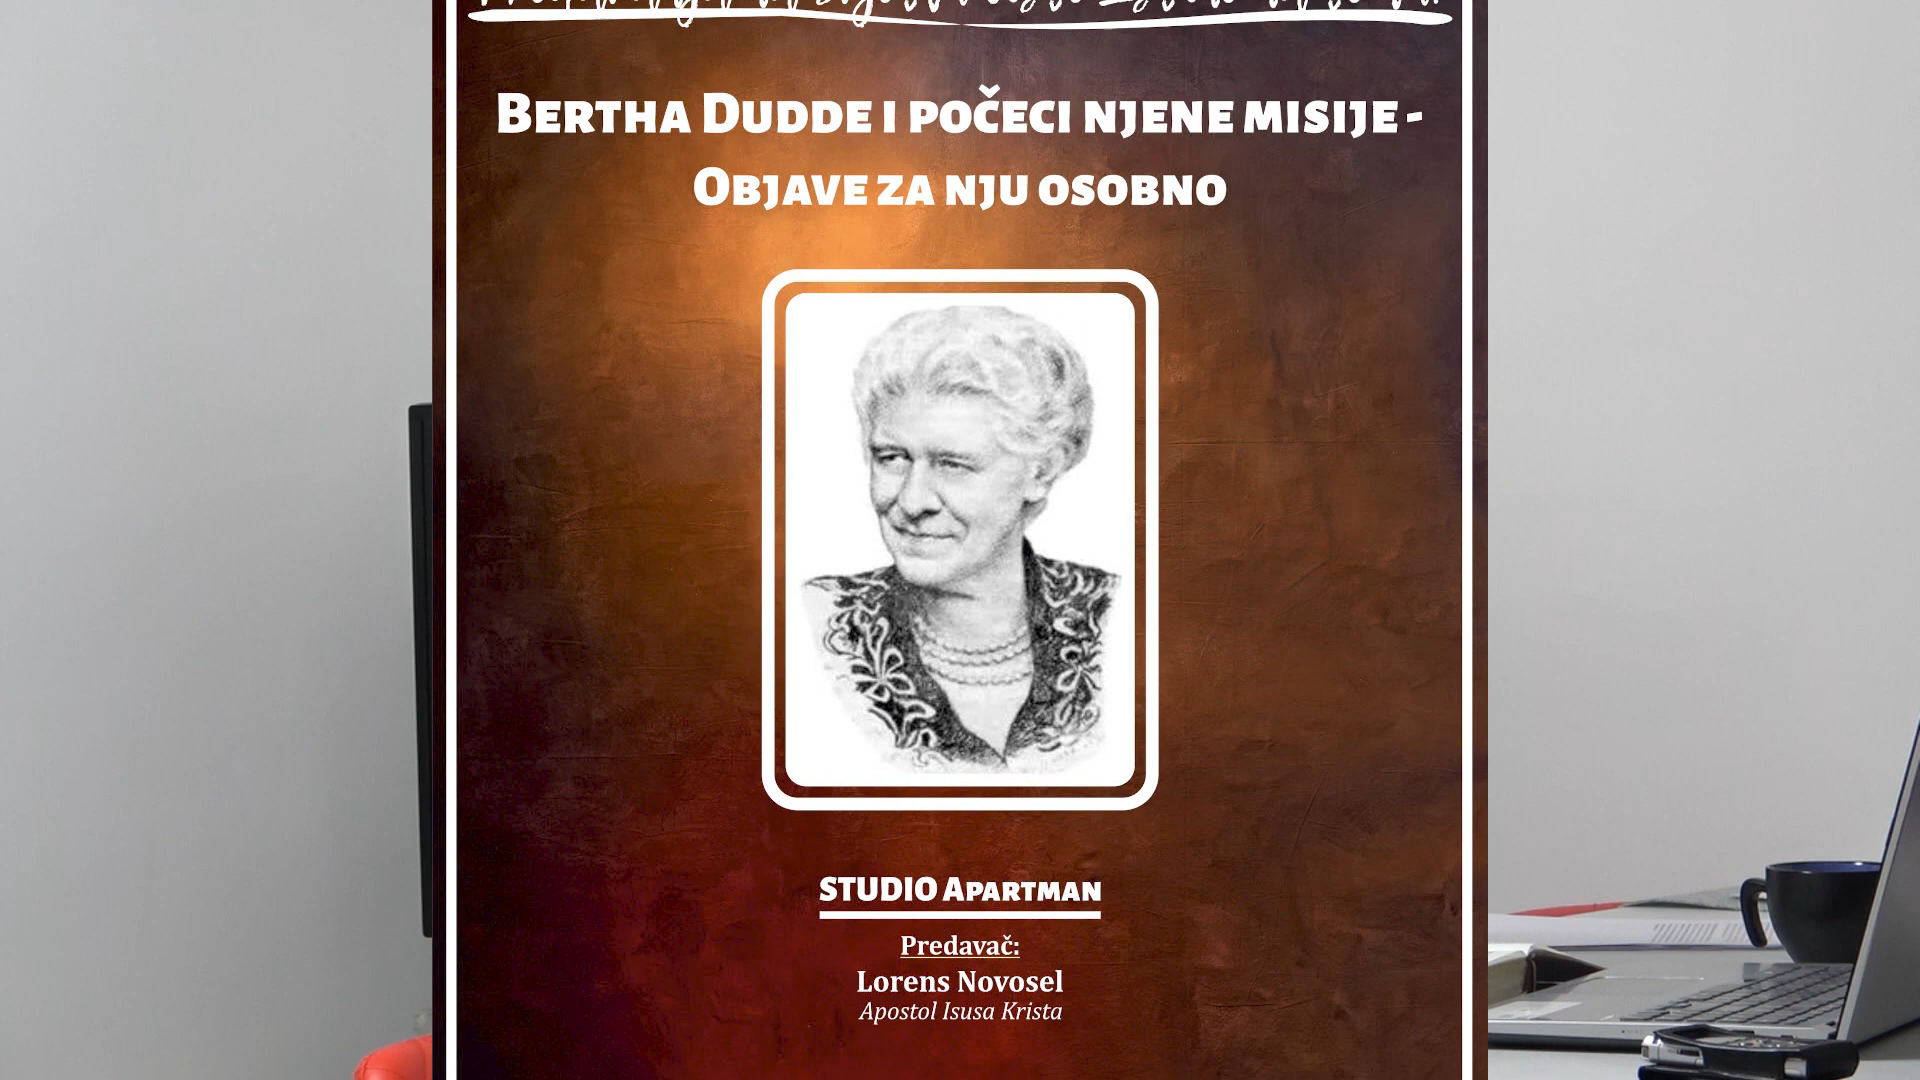 Bertha Dudde i počeci njene misije -
Objave za nju osobno
STUDIO Apartman
Predavač:
Lorens Novosel
Apostol Isusa Krista